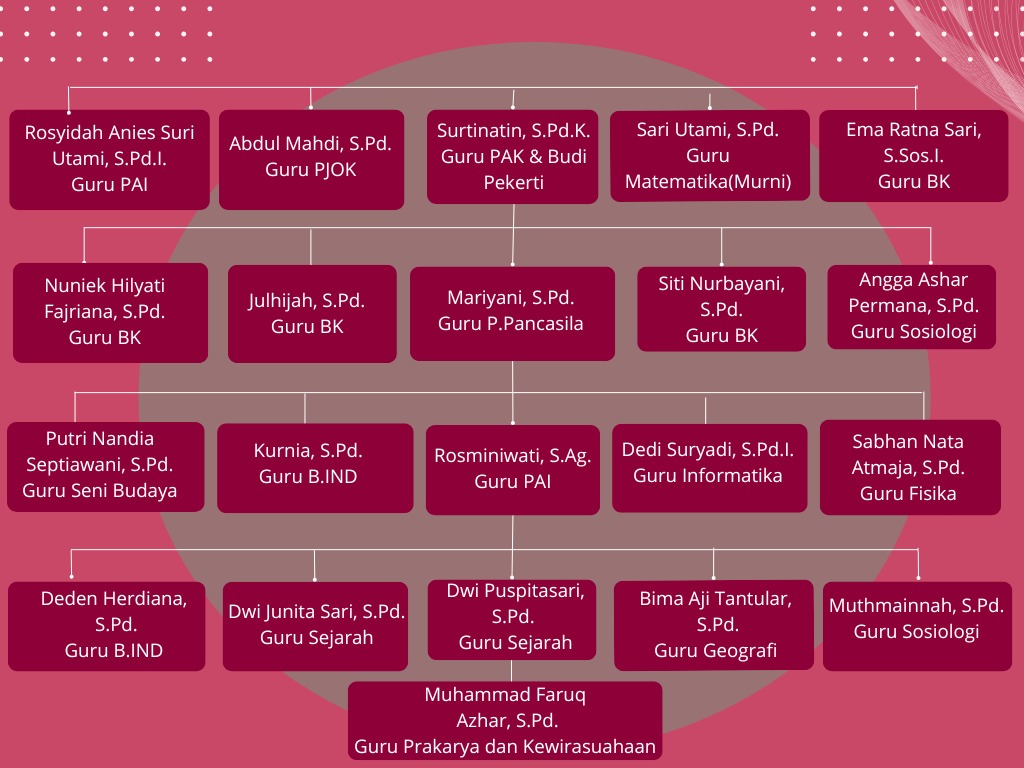 Rosyidah Anies Suri
Utami, S.Pd.I.
Guru PAI
Abdul Mahdi, S.Pd.
Guru PJOK
Surtinatin, S.Pd.K.
Guru PAK & Budi
Pekerti
Sari Utami, S.Pd.
Guru
Matematika(Murni)
Ema Ratna Sari,
S.Sos.I.
Guru BK
Nuniek Hilyati
Fajriana, S.Pd.
Guru BK
Julhijah, S.Pd.
Guru BK
Mariyani, S.Pd.
Guru P.Pancasila
Siti Nurbayani,
S.Pd.
Guru BK
Angga Ashar
Permana, S.Pd.
Guru Sosiologi
Putri Nandia
Septiawani, S.Pd.
Guru Seni Budaya
Kurnia, S.Pd.
Guru B.IND
Rosminiwati, S.Ag.
Guru PAI
Dedi Suryadi, S.Pd.I.
Guru Informatika
Sabhan Nata
Atmaja, S.Pd.
Guru Fisika
Deden Herdiana,
S.Pd.
Guru B.IND
Dwi Junita Sari, S.Pd.
Guru Sejarah
Dwi Puspitasari,
S.Pd.
Guru Sejarah
Bima Aji Tantular,
S.Pd.
Guru Geografi
Muthmainnah, S.Pd.
Guru Sosiologi
Muhammad Faruq
Azhar, S.Pd.
Guru Prakarya dan Kewirasuahaan